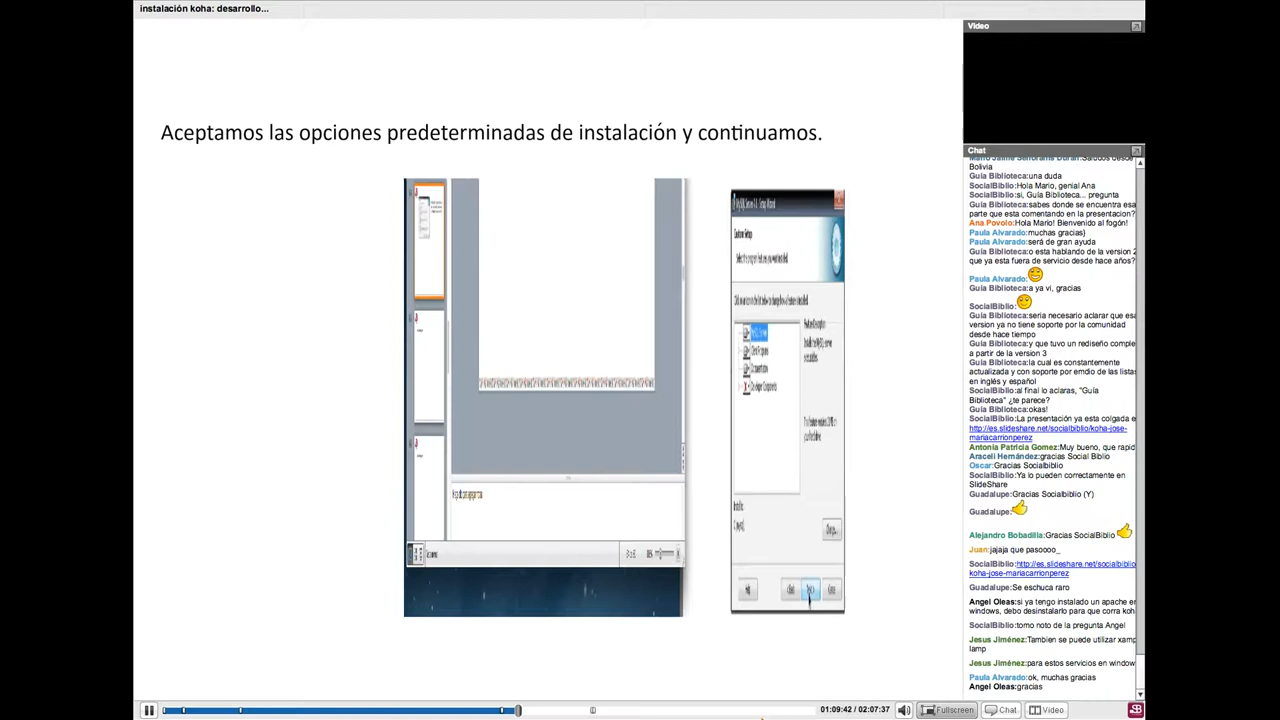 instalación koha: desarrollo...
Aceptamos las opciones predeterminadas de instalación y continuamos.
Video
Chat
Mario Jaime Señorama Duran:Saludos desde
Bolivia
Guía Biblioteca:una duda
SocialBiblio:Hola Mario, genial Ana
SocialBiblio:si, Guía Biblioteca... pregunta
Guía Biblioteca:sabes donde se encuentra esa
parte que esta comentando en la presentacion?
Ana Povolo:Hola Mario! Bienvenido al fogón!
Paula Alvarado:muchas gracias)
Paula Alvarado:será de gran ayuda
Guía Biblioteca:o esta hablando de la version 2
que ya esta fuera de servicio desde hace años?
Paula Alvarado:
Guía Biblioteca:a ya vi, gracias
SocialBiblio:
Guía Biblioteca:seria necesario aclarar que esa
version ya no tiene soporte por la comunidad
desde hace tiempo
Guía Biblioteca:y que tuvo un rediseño comple
a partir de la version 3
Guía Biblioteca:la cual es constantemente
actualizada y con soporte por emdio de las listas
en inglés y español
SocialBiblio:al final lo aclaras, "Guía
Biblioteca" ¿te parece?
Guía Biblioteca:okas!
SocialBiblio:La presentación ya esta colgada e
http://es.slideshare.net/socialbiblio/koha-jose-
mariacarrionperez
Antonia Patricia Gomez:Muy bueno, que rapid
Araceli Hernández:gracias Social Biblio
Oscar:Gracias Socialbiblio
SocialBiblio:Ya lo pueden correctamente en
SlideShare
Guadalupe:Gracias Socialbiblio (Y)
Guadalupe:
Alejandro Bobadilla:Gracias SocialBiblio
Juan:jajaja que pasoooo_
SocialBiblio:http://es.slideshare.net/socialbiblio
koha-jose-mariacarrionperez
Guadalupe:Se eschuca raro
Angel Oleas:si ya tengo instalado un apache en
windows, debo desinstalarlo para que corra koh
SocialBiblio:tomo noto de la pregunta Angel
Jesus Jiménez:Tambien se puede utilizar xamp
lamp
Jesus Jiménez:para estos servicios en window
Paula Alvarado:ok, muchas gracias
Angel Oleas:gracias
01:09:42 / 02:07:37
Fullscreen
Chat
Video